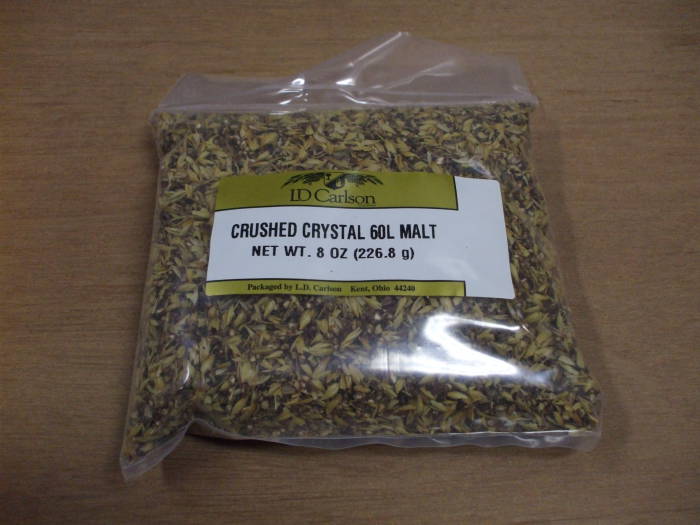 LD Carlson
CRUSHED CRYSTAL 60L MALT
NET WT. 8 OZ (226.8 g)
Packaged by L.D. Carlson Kent, Ohio 44240